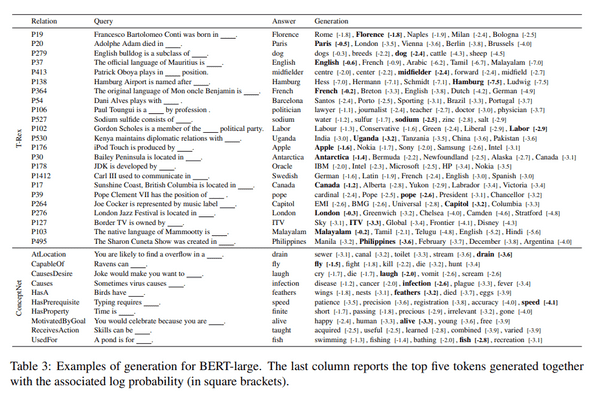 Relation Query Answer Generation
T-Rex
P19 Francesco Bartolomeo Conti was born in ____. Florence Rome [-1.8] , Florence [-1.8] , Naples [-1.9] , Milan [-2.4] , Bologna [-2.5]
P20 Adolphe Adam died in ____. Paris Paris [-0.5] , London [-3.5] , Vienna [-3.6] , Berlin [-3.8] , Brussels [-4.0]
P279 English bulldog is a subclass of ____. dog dogs [-0.3] , breeds [-2.2] , dog [-2.4] , cattle [-4.3] , sheep [-4.5]
P37 The official language of Mauritius is ____. English English [-0.6] , French [-0.9] , Arabic [-6.2] , Tamil [-6.7] , Malayalam [-7.0]
P413 Patrick Oboya plays in ____ position. midfielder centre [-2.0] , center [-2.2] , midfielder [-2.4] , forward [-2.4] , midfield [-2.7]
P138 Hamburg Airport is named after ____. Hamburg Hess [-7.0] , Hermann [-7.1] , Schmidt [-7.1] , Hamburg [-7.5] , Ludwig [-7.5]
P364 The original language of Mon oncle Benjamin is ____. French French [-0.2] , Breton [-3.3] , English [-3.8] , Dutch [-4.2] , German [-4.9]
P54 Dani Alves plays with ____. Barcelona Santos [-2.4] , Porto [-2.5] , Sporting [-3.1] , Brazil [-3.3] , Portugal [-3.7]
P106 Paul Toungui is a ____ by profession . politician lawyer [-1.1] , journalist [-2.4] , teacher [-2.7] , doctor [-3.0] , physician [-3.7]
P527 Sodium sulfide consists of ____. sodium water [-1.2] , sulfur [-1.7] , sodium [-2.5] , zinc [-2.8] , salt [-2.9]
P102 Gordon Scholes is a member of the ____ political party. Labor Labour [-1.3] , Conservative [-1.6] , Green [-2.4] , Liberal [-2.9] , Labor [-2.9]
P530 Kenya maintains diplomatic relations with ____. Uganda India [-3.0] , Uganda [-3.2] , Tanzania [-3.5] , China [-3.6] , Pakistan [-3.6]
P176 iPod Touch is produced by ____. Apple Apple [-1.6] , Nokia [-1.7] , Sony [-2.0] , Samsung [-2.6] , Intel [-3.1]
P30 Bailey Peninsula is located in ____. Antarctica Antarctica [-1.4] , Bermuda [-2.2] , Newfoundland [-2.5] , Alaska [-2.7] , Canada [-3.1]
P178 JDK is developed by ____. Oracle IBM [-2.0] , Intel [-2.3] , Microsoft [-2.5] , HP [-3.4] , Nokia [-3.5]
P1412 Carl III used to communicate in ____. Swedish German [-1.6] , Latin [-1.9] , French [-2.4] , English [-3.0] , Spanish [-3.0]
P17 Sunshine Coast, British Columbia is located in ____. Canada Canada [-1.2] , Alberta [-2.8] , Yukon [-2.9] , Labrador [-3.4] , Victoria [-3.4]
P39 Pope Clement VII has the position of ____ . pope cardinal [-2.4] , Pope [-2.5] , pope [-2.6] , President [-3.1] , Chancellor [-3.2]
P264 Joe Cocker is represented by music label ____. Capitol EMI [-2.6] , BMG [-2.6] , Universal [-2.8] , Capitol [-3.2] , Columbia [-3.3]
P276 London Jazz Festival is located in ____. London London [-0.3] , Greenwich [-3.2] , Chelsea [-4.0] , Camden [-4.6] , Stratford [-4.8]
P127 Border TV is owned by ____. ITV Sky [-3.1] , ITV [-3.3] , Global [-3.4] , Frontier [-4.1] , Disney [-4.3]
P103 The native language of Mammootty is ____. Malayalam Malayalam [-0.2] , Tamil [-2.1] , Telugu [-4.8] , English [-5.2] , Hindi [-5.6]
P495 The Sharon Cuneta Show was created in ____. Philippines Manila [-3.2] , Philippines [-3.6] , February [-3.7] , December [-3.8] , Argentina [-4.0]
ConceptNet
AtLocation You are likely to find a overflow in a ____. drain sewer [-3.1] , canal [-3.2] , toilet [-3.3] , stream [-3.6] , drain [-3.6]
CapableOf Ravens can ____. fly fly [-1.5] , fight [-1.8] , kill [-2.2] , die [-3.2] , hunt [-3.4]
CausesDesire Joke would make you want to ____. laugh cry [-1.7] , die [-1.7] , laugh [-2.0] , vomit [-2.6] , scream [-2.6]
Causes Sometimes virus causes ____. infection disease [-1.2] , cancer [-2.0] , infection [-2.6] , plague [-3.3] , fever [-3.4]
HasA Birds have ____. feathers wings [-1.8] , nests [-3.1] , feathers [-3.2] , died [-3.7] , eggs [-3.9]
HasPrerequisite Typing requires ____. speed patience [-3.5] , precision [-3.6] , registration [-3.8] , accuracy [-4.0] , speed [-4.1]
HasProperty Time is ____. finite short [-1.7] , passing [-1.8] , precious [-2.9] , irrelevant [-3.2] , gone [-4.0]
MotivatedByGoal You would celebrate because you are ____. alive happy [-2.4] , human [-3.3] , alive [-3.3] , young [-3.6] , free [-3.9]
ReceivesAction Skills can be ____. taught acquired [-2.5] , useful [-2.5] , learned [-2.8] , combined [-3.9] , varied [-3.9]
UsedFor A pond is for ____. fish swimming [-1.3] , fishing [-1.4] , bathing [-2.0] , fish [-2.8] , recreation [-3.1]
Table 3: Examples of generation for BERT-large. The last column reports the top five tokens generated together
with the associated log probability (in square brackets).